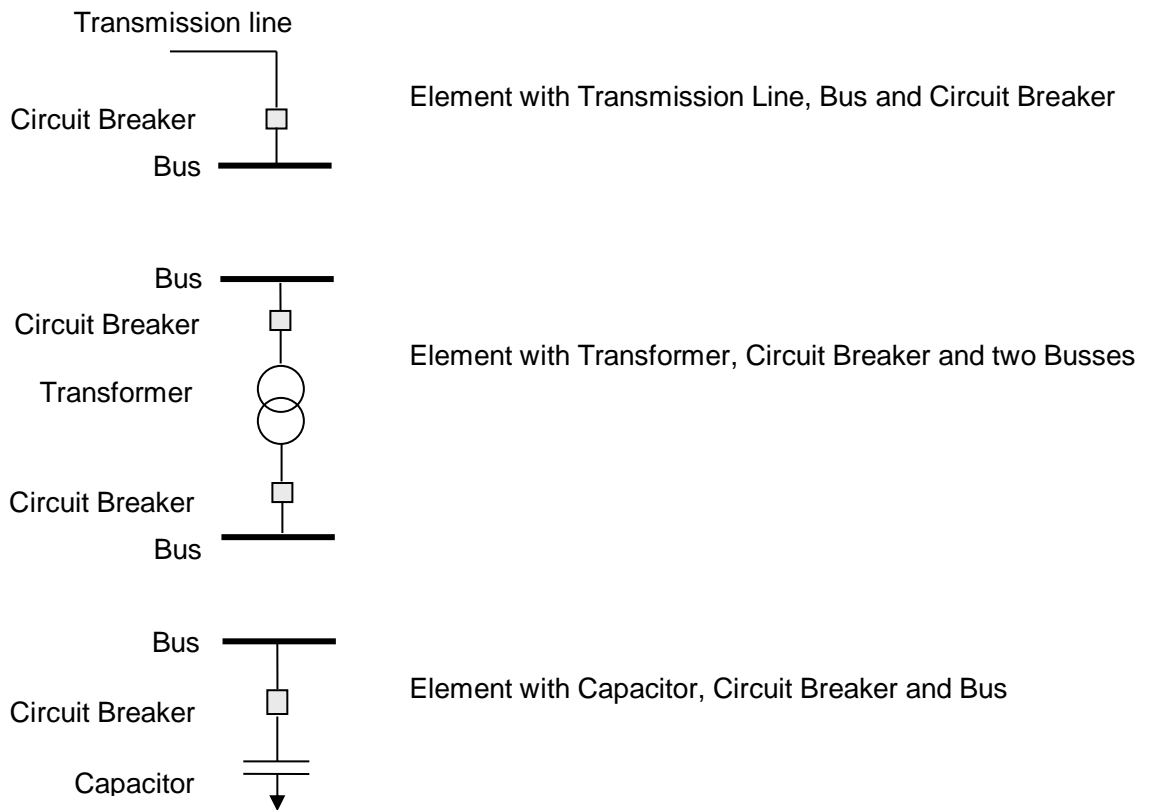 Transmission line
Element with Transmission Line, Bus and Circuit Breaker
Circuit Breaker
Bus
Bus
Circuit Breaker
Element with Transformer, Circuit Breaker and two Busses
Transformer
Circuit Breaker
Bus
Bus
Element with Capacitor, Circuit Breaker and Bus
Circuit Breaker
Capacitor